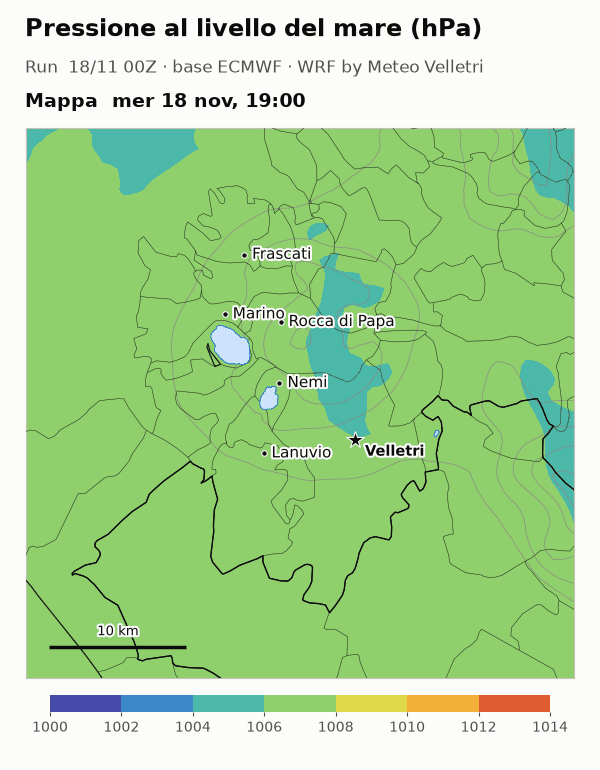 Pressione al livello del mare (hPa)
Run  18/11 00Z · base ECMWF · WRF by Meteo Velletri
Mappa  mer 18 nov, 19:00
Frascati
Marino
Rocca di Papa
Nemi
Velletri
Lanuvio
10 km
1000 1002 1004 1006 1008 1010 1012 1014